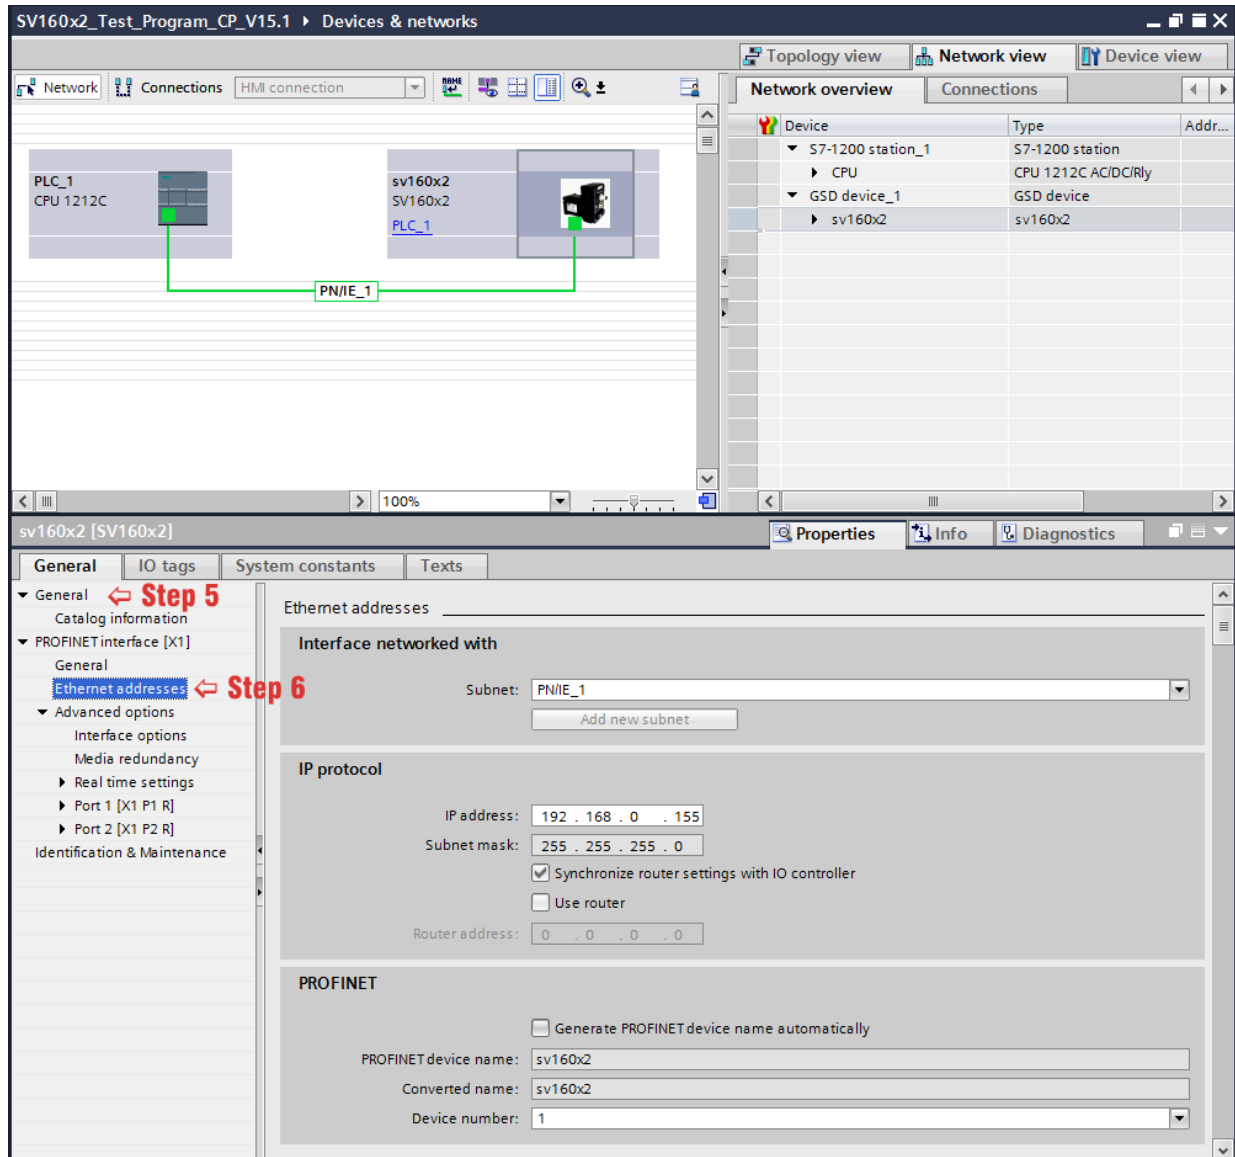 SV160x2_Test_Program_CP_V15.1 ▸ Devices & networks
Topology view
Network view
Device view
Network
Connections
HMI connection
NAME
Network overview
Connections
Device
Type
Addr...
S7-1200 station_1
S7-1200 station
CPU
CPU 1212C AC/DC/Rly
GSD device_1
GSD device
sv160x2
sv160x2
PLC_1
CPU 1212C
sv160x2
SV160x2
PLC_1
PN/IE_1
100%
sv160x2 [SV160x2]
Properties
Info
Diagnostics
General
IO tags
System constants
Texts
General
Step 5
Catalog information
PROFINET interface [X1]
General
Ethernet addresses
Step 6
Advanced options
Interface options
Media redundancy
Real time settings
Port 1 [X1 P1 R]
Port 2 [X1 P2 R]
Identification & Maintenance
Ethernet addresses
Interface networked with
Subnet: PN/IE_1
Add new subnet
IP protocol
IP address: 192 . 168 . 0 . 155
Subnet mask: 255 . 255 . 255 . 0
Synchronize router settings with IO controller
Use router
Router address: 0 . 0 . 0 . 0
PROFINET
Generate PROFINET device name automatically
PROFINET device name: sv160x2
Converted name: sv160x2
Device number: 1